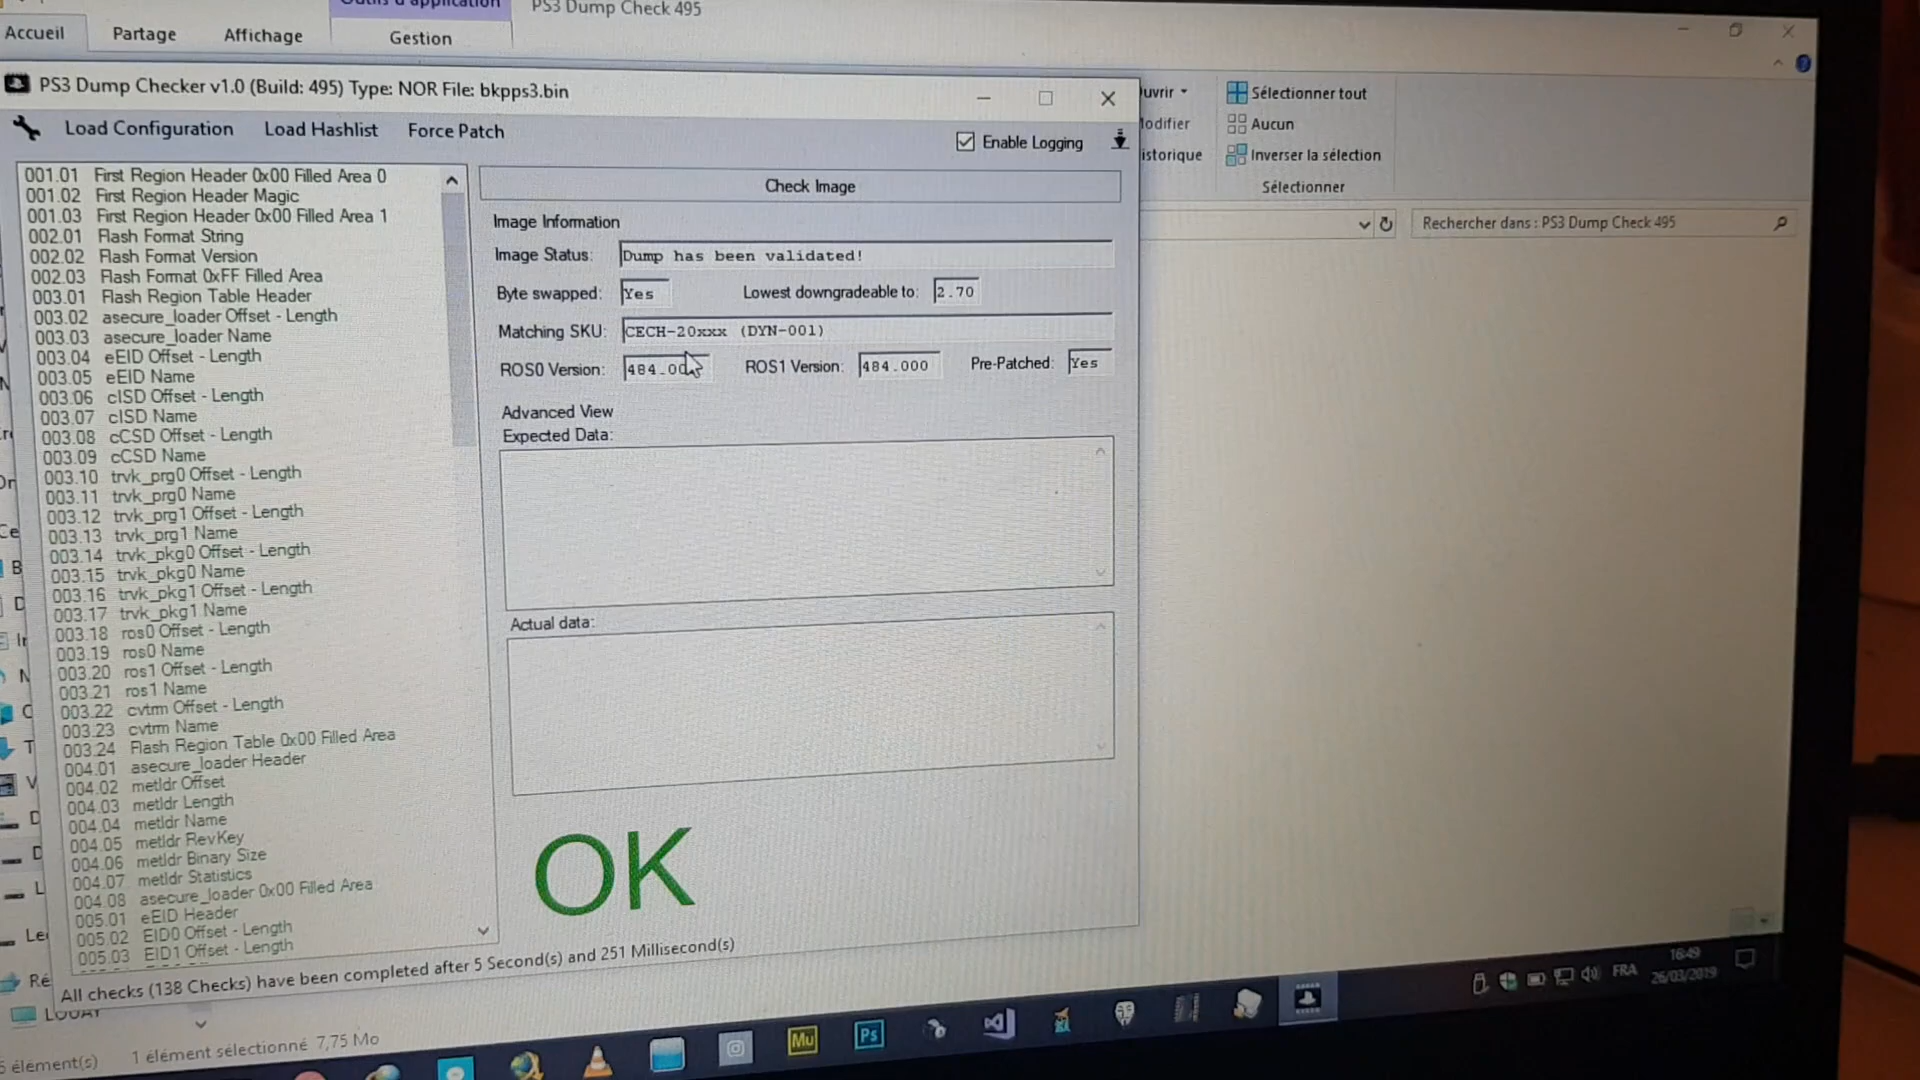 Outils d'application
PS3 Dump Check 495
Accueil
Partage
Affichage
Gestion
PS3 Dump Checker v1.0 (Build: 495) Type: NOR File: bkpps3.bin
Load Configuration
Load Hashlist
Force Patch
Enable Logging
Sélectionner tout
Aucun
Inverser la sélection
Sélectionner
Rechercher dans : PS3 Dump Check 495
Check Image
Image Information
Image Status: Dump has been validated!
Byte swapped: Yes
Lowest downgradeable to: 2.70
Matching SKU: CECH-20xxx (DYN-001)
ROS0 Version:
ROS1 Version: 484.000
Pre-Patched: Yes
Advanced View
Expected Data:
Actual data:
OK
001.01 First Region Header 0x00 Filled Area 0
001.02 First Region Header Magic
001.03 First Region Header 0x00 Filled Area 1
002.01 Flash Format String
002.02 Flash Format Version
002.03 Flash Format 0xFF Filled Area
003.01 Flash Region Table Header
003.02 asecure_loader Offset - Length
003.03 asecure_loader Name
003.04 eEID Offset - Length
003.05 eEID Name
003.06 cISD Offset - Length
003.07 cISD Name
003.08 cCSD Offset - Length
003.09 cCSD Name
003.10 trvk_prg0 Offset - Length
003.11 trvk_prg0 Name
003.12 trvk_prg1 Offset - Length
003.13 trvk_prg1 Name
003.14 trvk_pkg0 Offset - Length
003.15 trvk_pkg0 Name
003.16 trvk_pkg1 Offset - Length
003.17 trvk_pkg1 Name
003.18 ros0 Offset - Length
003.19 ros0 Name
003.20 ros1 Offset - Length
003.21 ros1 Name
003.22 cvtrm Offset - Length
003.23 cvtrm Name
003.24 Flash Region Table 0x00 Filled Area
004.01 asecure_loader Header
004.02 metldr Offset
004.03 metldr Length
004.04 metldr Name
004.05 metldr RevKey
004.06 metldr Binary Size
004.07 metldr Statistics
004.08 asecure_loader 0x00 Filled Area
005.01 eEID Header
005.02 EID0 Offset - Length
005.03 EID1 Offset - Length
All checks (138 Checks) have been completed after 5 Second(s) and 251 Millisecond(s)
LOUAY
élément(s)
1 élément sélectionné 7,75 Mo
Mu
Ps
FRA
16:49
26/03/2019